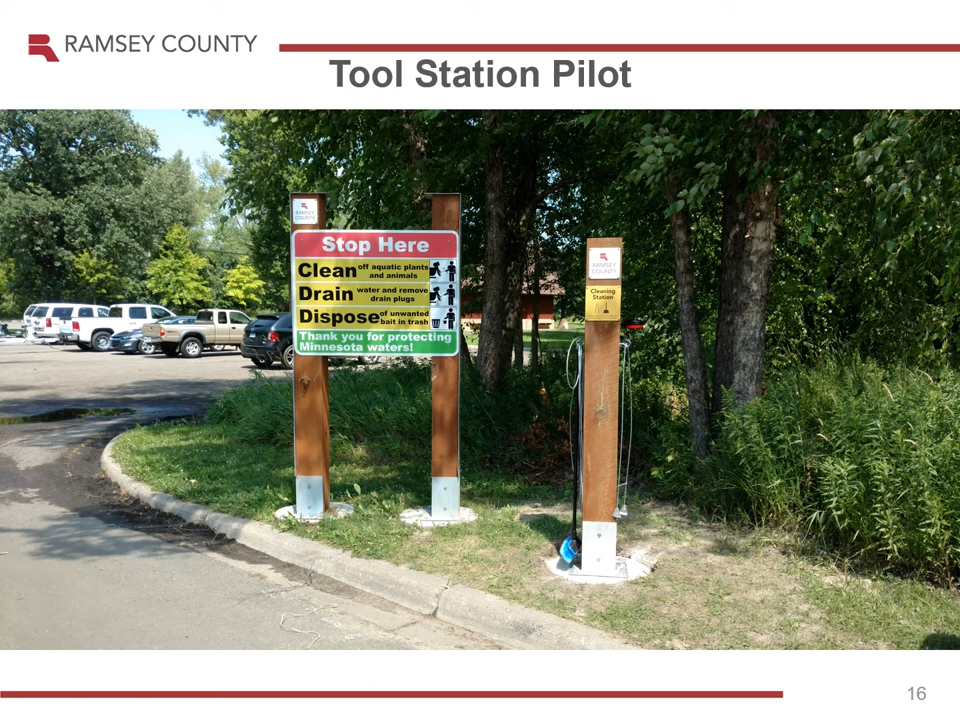 RAMSEY COUNTY
Tool Station Pilot
RAMSEY
COUNTY
Stop Here
Clean off aquatic plants
and animals
Drain water and remove
drain plugs
Dispose of unwanted
bait in trash
Thank you for protecting
Minnesota waters!
RAMSEY
COUNTY
Cleaning
Station
16